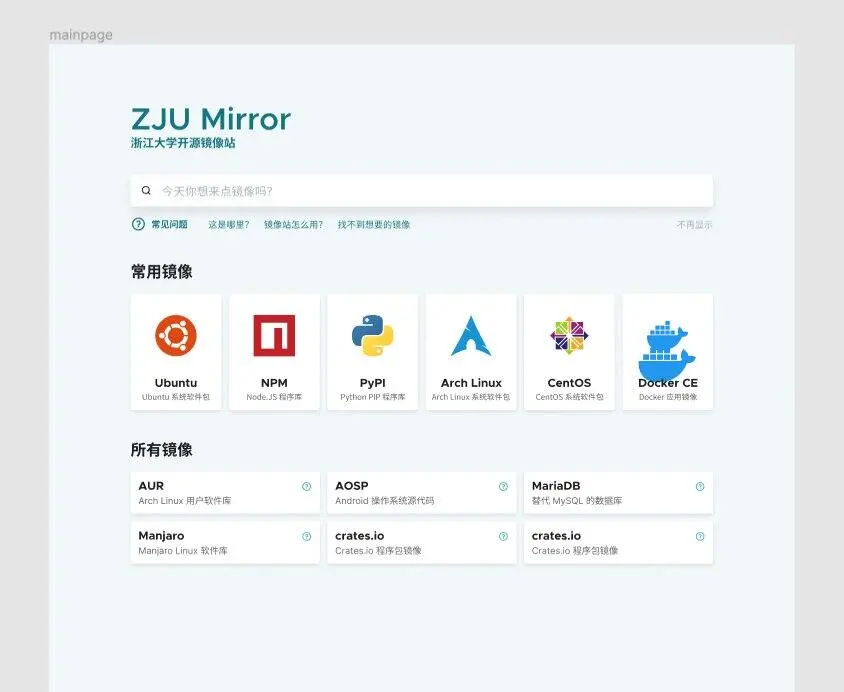 mainpage
ZJU Mirror
浙江大学开源镜像站
今天你想来点镜像吗?
常见问题 这是哪里? 镜像站怎么用? 找不到想要的镜像 不再显示
常用镜像
Ubuntu NPM PyPI Arch Linux CentOS Docker CE
Ubuntu 系统软件包 Node.JS 程序库 Python PIP 程序库 Arch Linux 系统软件包 CentOS 系统软件包 Docker 应用镜像
所有镜像
AUR AOSP MariaDB
Arch Linux 用户软件库 Android 操作系统源代码 替代 MySQL 的数据库
Manjaro crates.io crates.io
Manjaro Linux 软件库 Crates.io 程序包镜像 Crates.io 程序包镜像